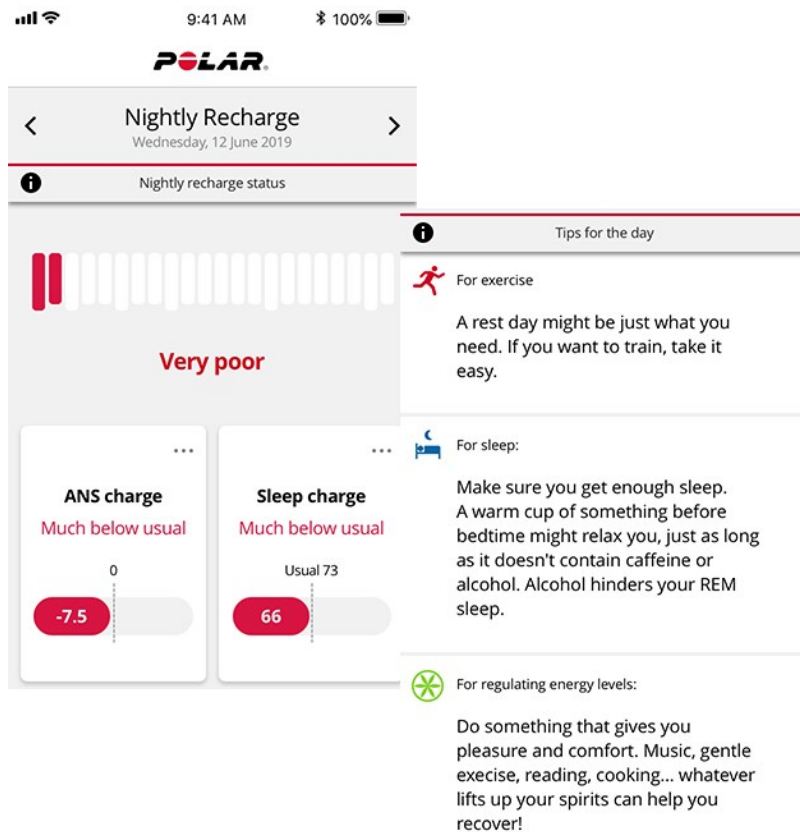 9:41 AM
100%
POLAR
Nightly Recharge
Wednesday, 12 June 2019
Nightly recharge status
Very poor
ANS charge
Much below usual
0
-7.5
Sleep charge
Much below usual
Usual 73
66
Tips for the day
For exercise
A rest day might be just what you
need. If you want to train, take it
easy.
For sleep:
Make sure you get enough sleep.
A warm cup of something before
bedtime might relax you, just as long
as it doesn't contain caffeine or
alcohol. Alcohol hinders your REM
sleep.
For regulating energy levels:
Do something that gives you
pleasure and comfort. Music, gentle
execise, reading, cooking... whatever
lifts up your spirits can help you
recover!